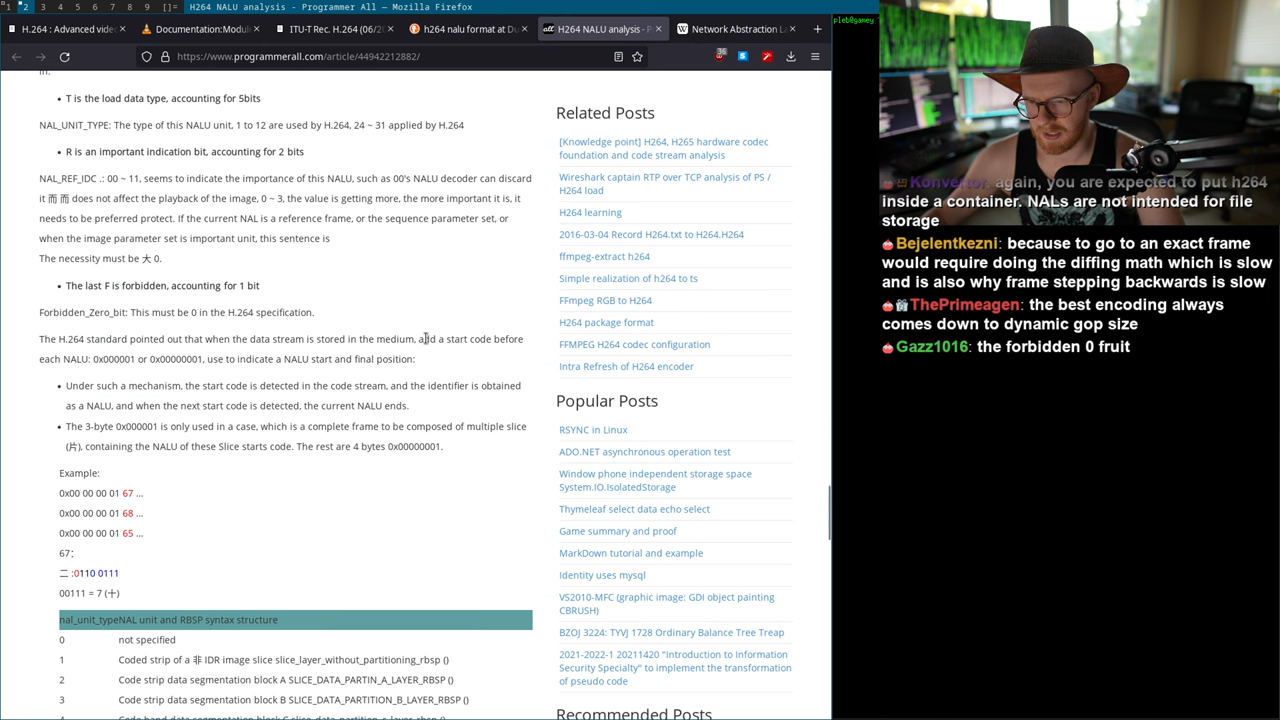 1 2 3 4 5 6 7 8 9 []= H264 NALU analysis - Programmer All — Mozilla Firefox
H.264 : Advanced video
Documentation:Module
ITU-T Rec. H.264 (06/20
h264 nalu format at Du
H264 NALU analysis - P
Network Abstraction La
https://www.programmerall.com/article/44942212882/
in.
• T is the load data type, accounting for 5bits
NAL_UNIT_TYPE: The type of this NALU unit, 1 to 12 are used by H.264, 24 ~ 31 applied by H.264
• R is an important indication bit, accounting for 2 bits
NAL_REF_IDC .: 00 ~ 11, seems to indicate the importance of this NALU, such as 00's NALU decoder can discard
it 而 而 does not affect the playback of the image, 0 ~ 3, the value is getting more, the more important it is, it
needs to be preferred protect. If the current NAL is a reference frame, or the sequence parameter set, or
when the image parameter set is important unit, this sentence is
The necessity must be 大 0.
• The last F is forbidden, accounting for 1 bit
Forbidden_Zero_bit: This must be 0 in the H.264 specification.
The H.264 standard pointed out that when the data stream is stored in the medium, add a start code before
each NALU: 0x000001 or 0x00000001, use to indicate a NALU start and final position:
• Under such a mechanism, the start code is detected in the code stream, and the identifier is obtained
as a NALU, and when the next start code is detected, the current NALU ends.
• The 3-byte 0x000001 is only used in a case, which is a complete frame to be composed of multiple slice
(片), containing the NALU of these Slice starts code. The rest are 4 bytes 0x00000001.
Example:
0x00 00 00 01 67 ...
0x00 00 00 01 68 ...
0x00 00 00 01 65 ...
67：
二 :0110 0111
00111 = 7 (十)
nal_unit_typeNAL unit and RBSP syntax structure
0 not specified
1 Coded strip of a 非 IDR image slice slice_layer_without_partitioning_rbsp ()
2 Code strip data segmentation block A SLICE_DATA_PARTIN_A_LAYER_RBSP ()
3 Code strip data segmentation block B SLICE_DATA_PARTITION_B_LAYER_RBSP ()
Related Posts
[Knowledge point] H264, H265 hardware codec
foundation and code stream analysis
Wireshark captain RTP over TCP analysis of PS /
H264 load
H264 learning
2016-03-04 Record H264.txt to H264.H264
ffmpeg-extract h264
Simple realization of h264 to ts
FFmpeg RGB to H264
H264 package format
FFMPEG H264 codec configuration
Intra Refresh of H264 encoder
Popular Posts
RSYNC in Linux
ADO.NET asynchronous operation test
Window phone independent storage space
System.IO.IsolatedStorage
Thymeleaf select data echo select
Game summary and proof
MarkDown tutorial and example
Identity uses mysql
VS2010-MFC (graphic image: GDI object painting
CBRUSH)
BZOJ 3224: TYVJ 1728 Ordinary Balance Tree Treap
2021-2022-1 20211420 "Introduction to Information
Security Specialty" to implement the transformation
of pseudo code
Recommended Posts
pleb@gamey
Konvertor: again, you are expected to put h264
inside a container. NALs are not intended for file
storage
Bejelentkezni: because to go to an exact frame
would require doing the diffing math which is slow
and is also why frame stepping backwards is slow
ThePrimeagen: the best encoding always
comes down to dynamic gop size
Gazz1016: the forbidden 0 fruit